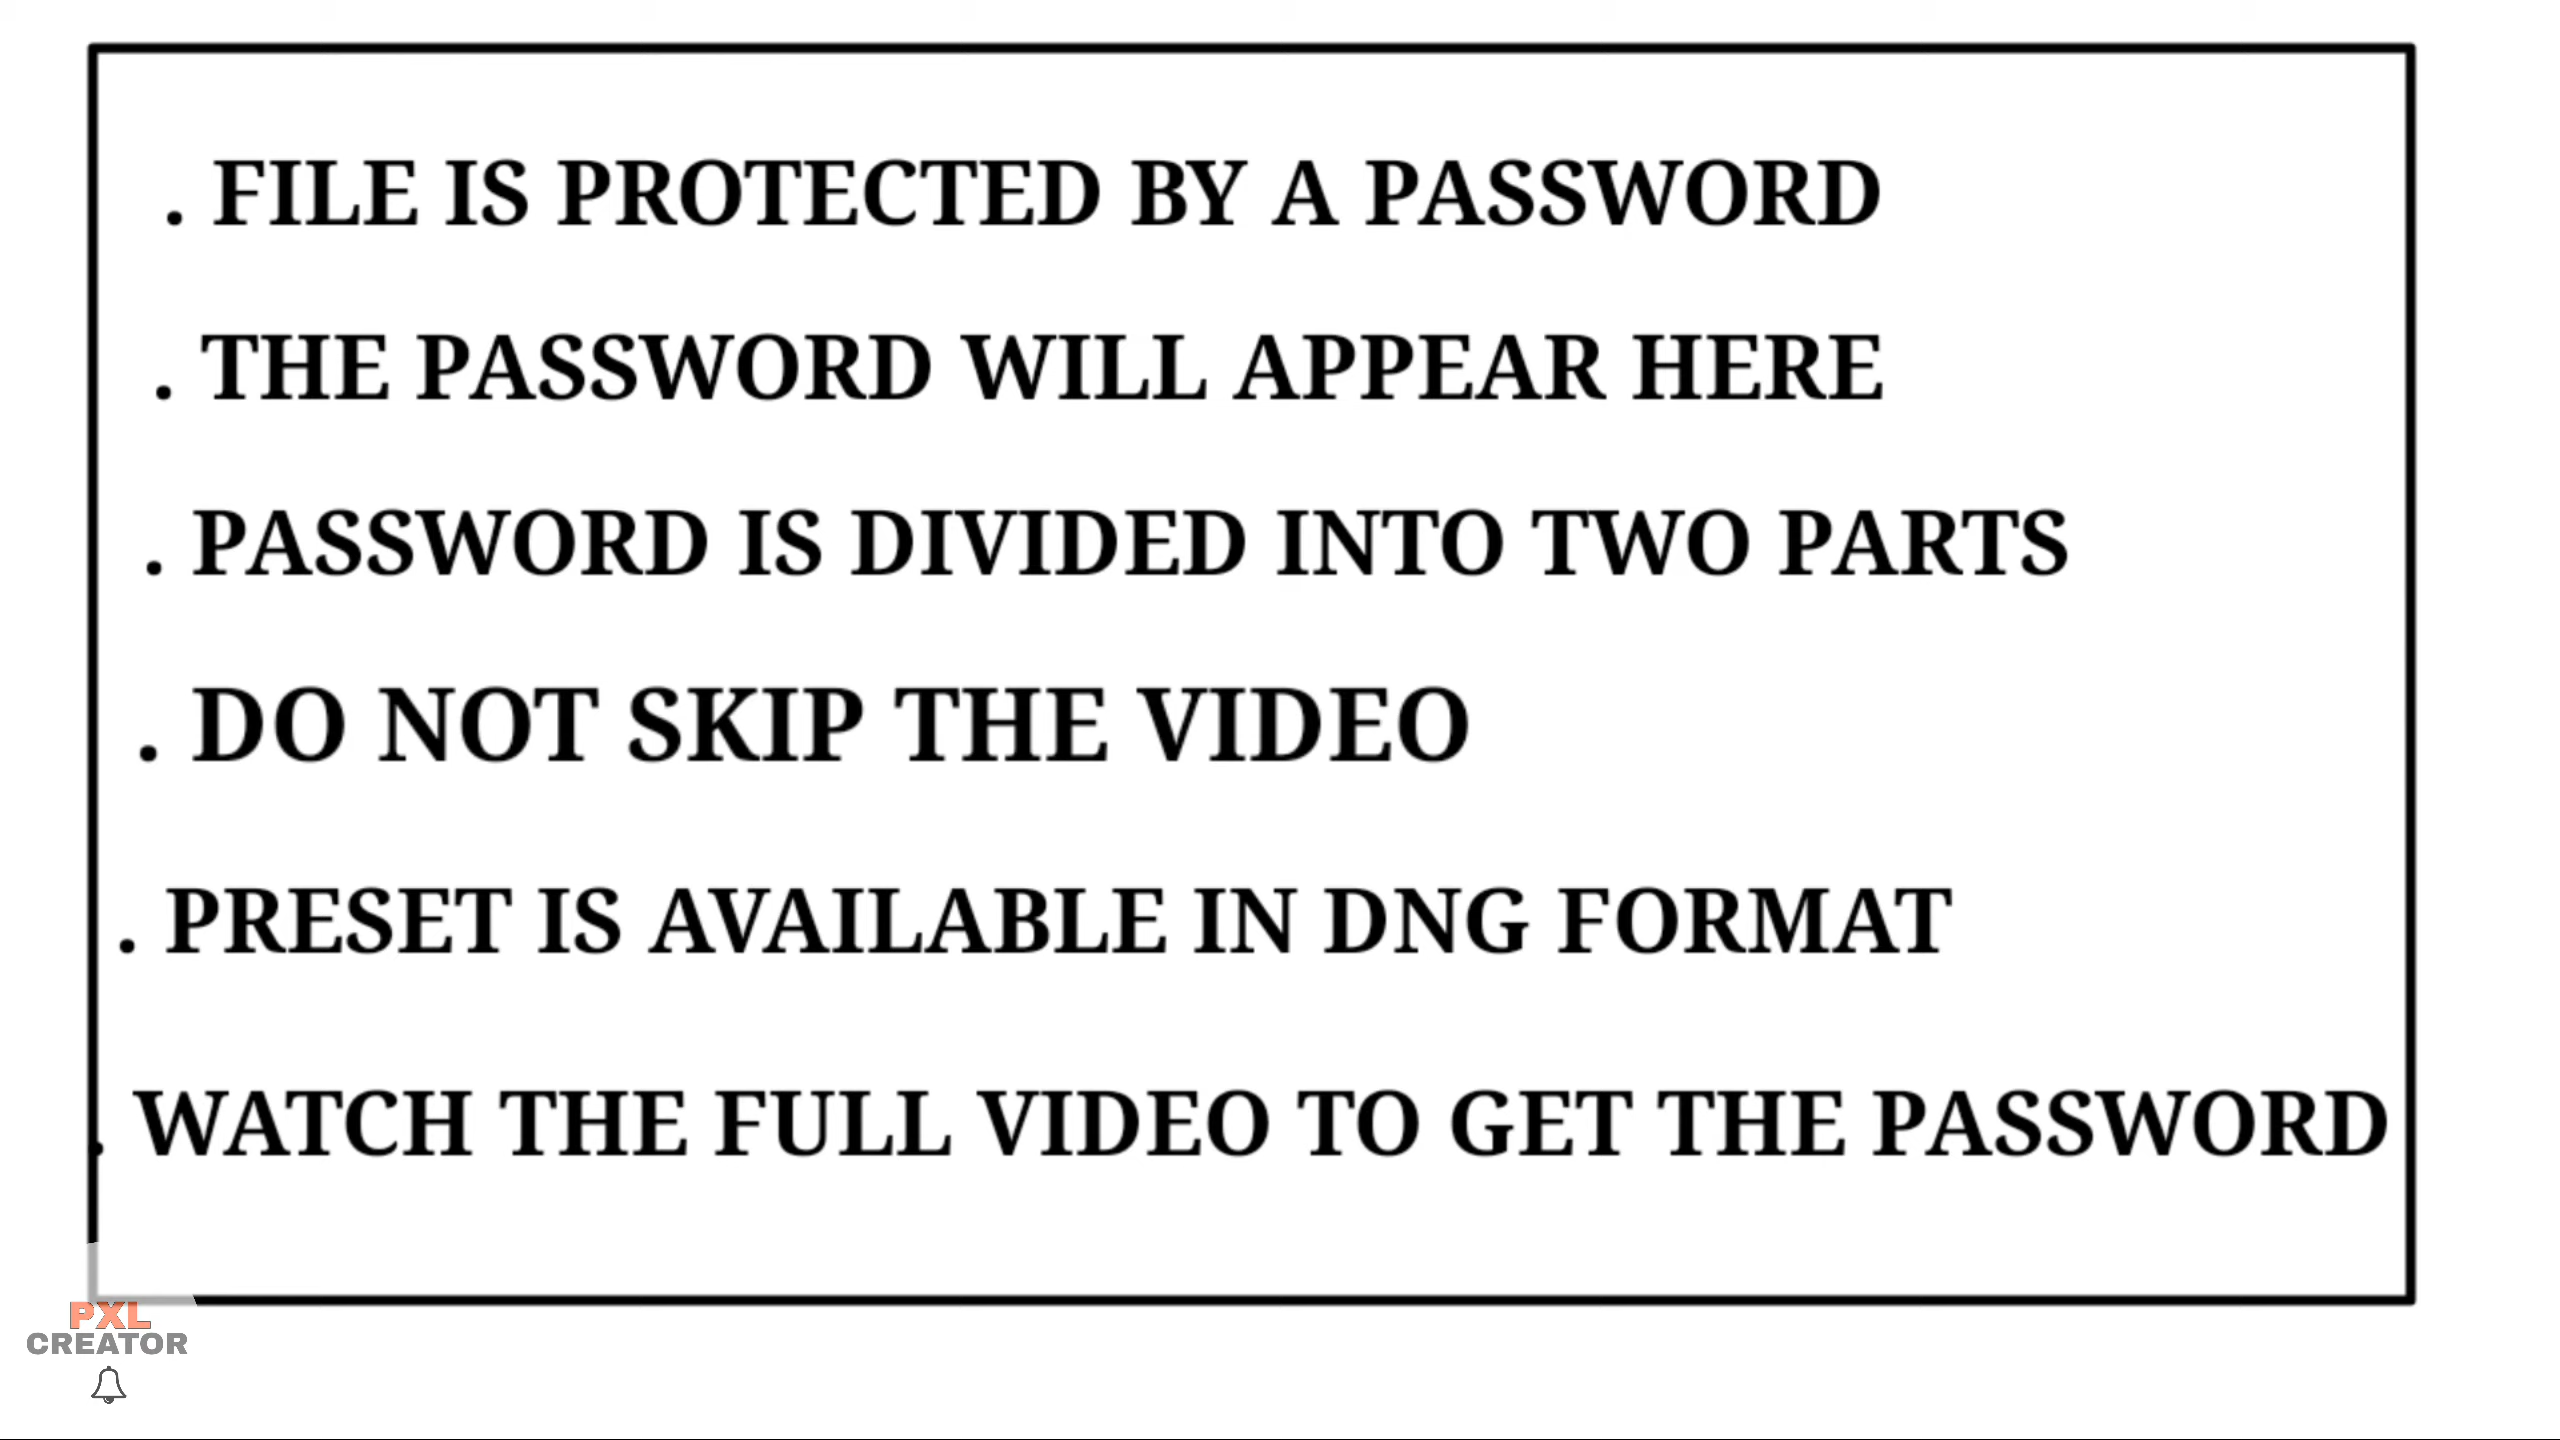 . FILE IS PROTECTED BY A PASSWORD
. THE PASSWORD WILL APPEAR HERE
. PASSWORD IS DIVIDED INTO TWO PARTS
. DO NOT SKIP THE VIDEO
. PRESET IS AVAILABLE IN DNG FORMAT
. WATCH THE FULL VIDEO TO GET THE PASSWORD
PXL
CREATOR